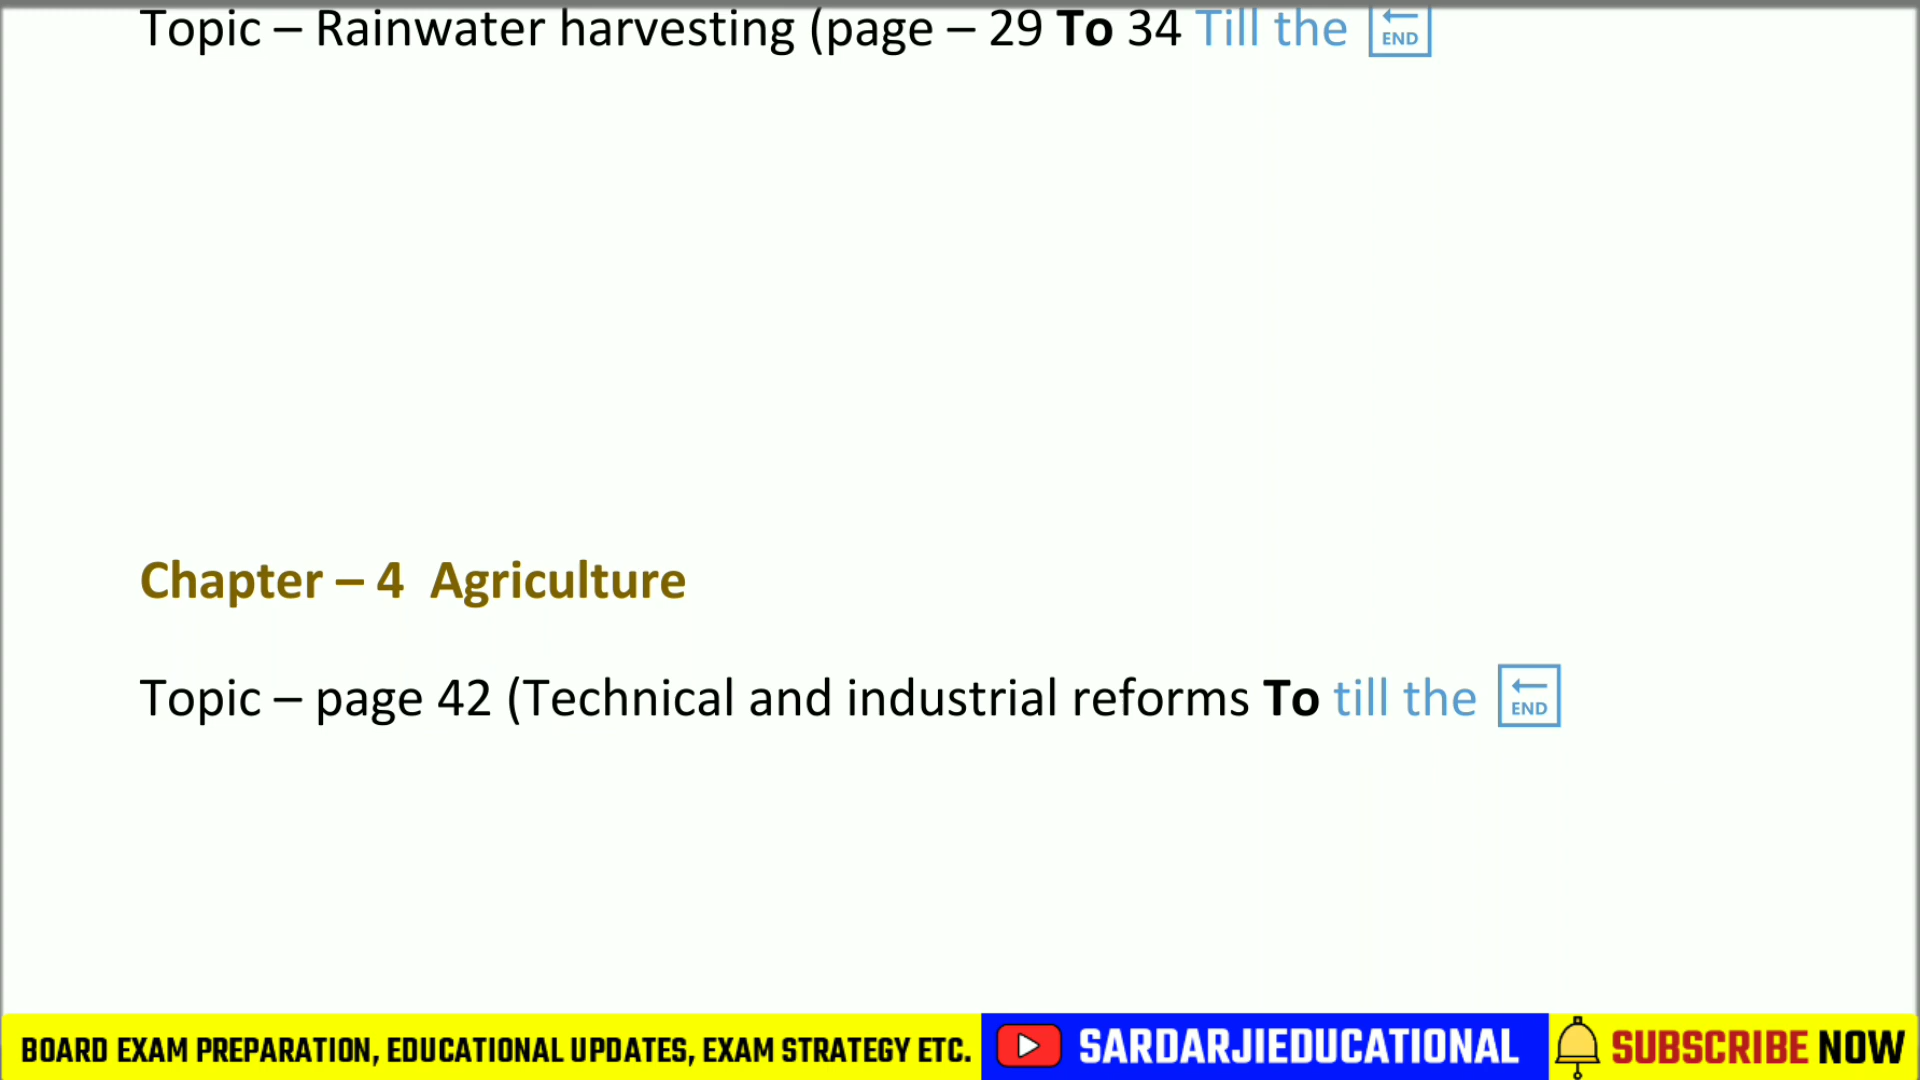 Topic – Rainwater harvesting (page – 29 To 34 Till the END
Chapter – 4 Agriculture
Topic – page 42 (Technical and industrial reforms To till the END
BOARD EXAM PREPARATION, EDUCATIONAL UPDATES, EXAM STRATEGY ETC. SARDARJIEDUCATIONAL SUBSCRIBE NOW